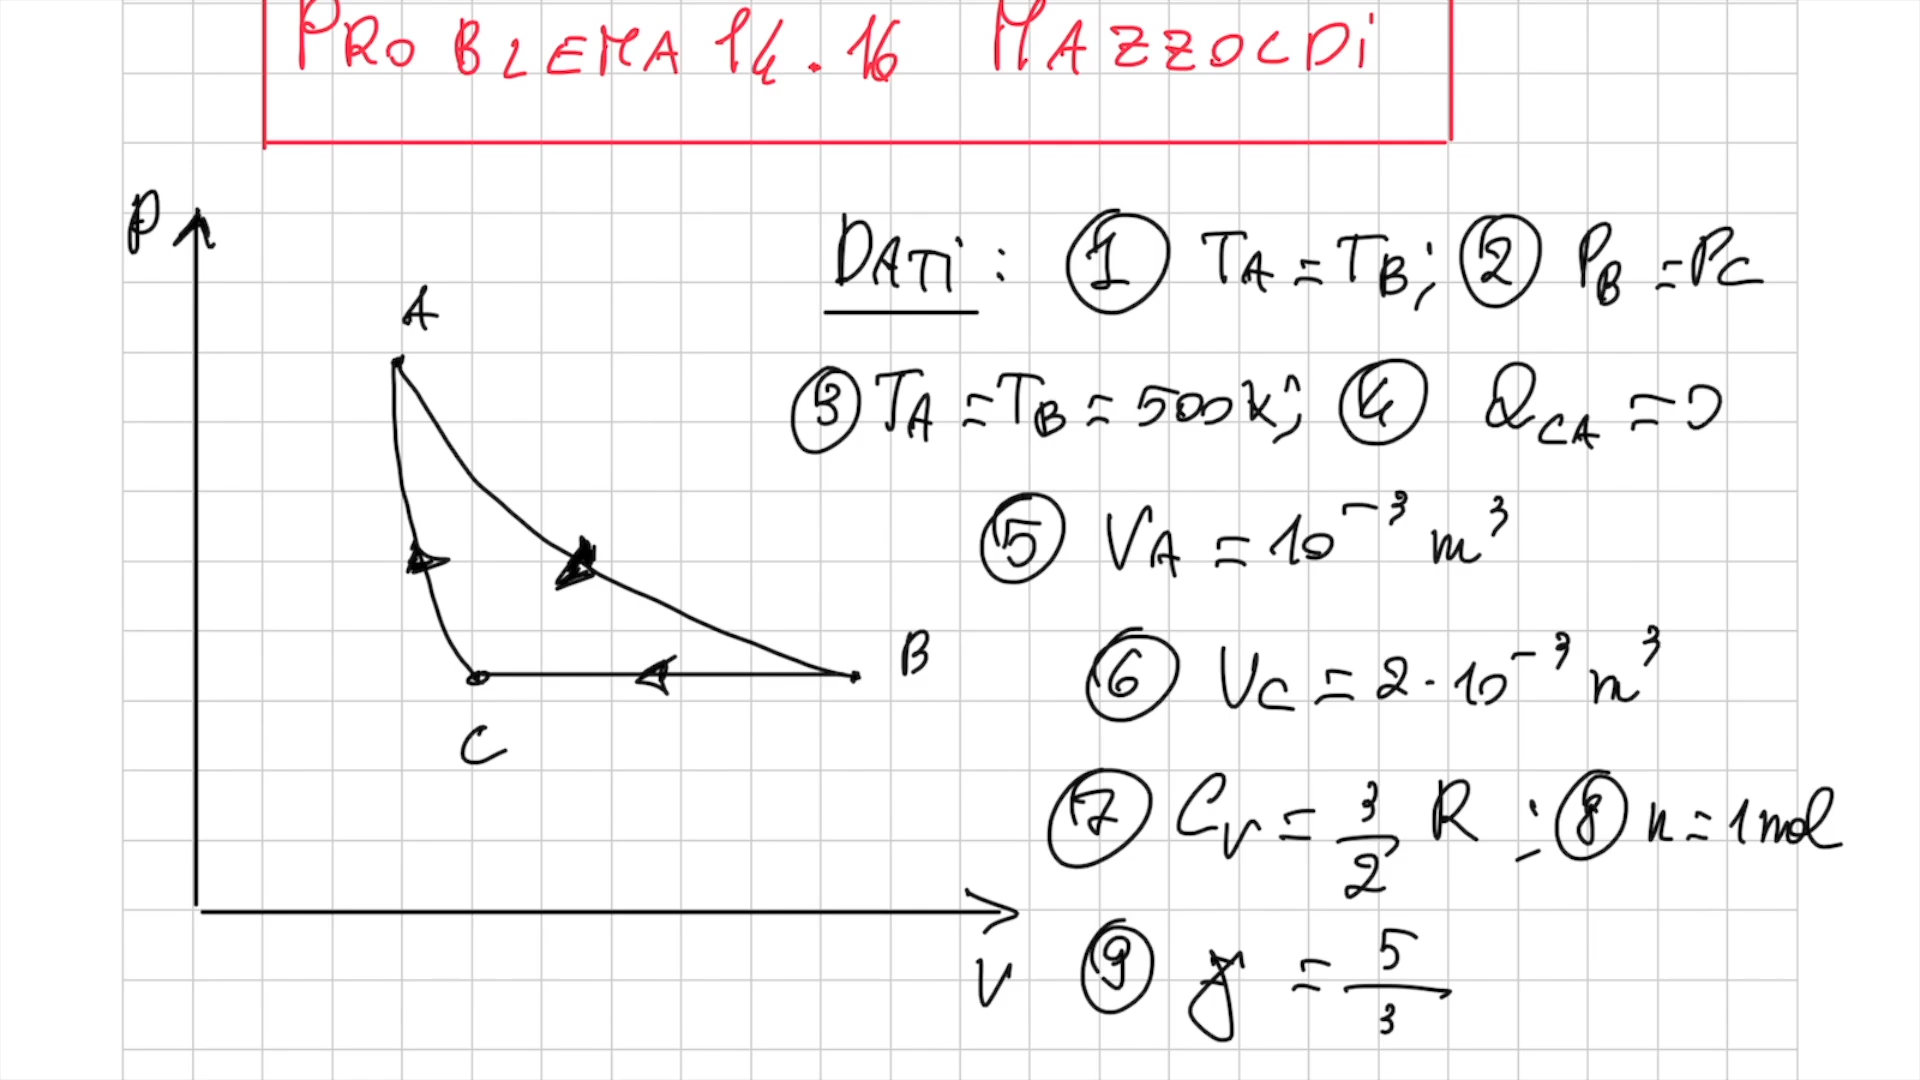 PROBLEMA 14.16 MAZZOLDI
P
DATI: ① TA = TB; ② PB = PC
A
③ TA = TB = 500 K; ④ QCA = 0
⑤ VA = 10⁻³ m³
B
⑥ VC = 2·10⁻³ m³
C
⑦ CV = 3/2 R; ⑧ n = 1 mol
V
⑨ γ = 5/3